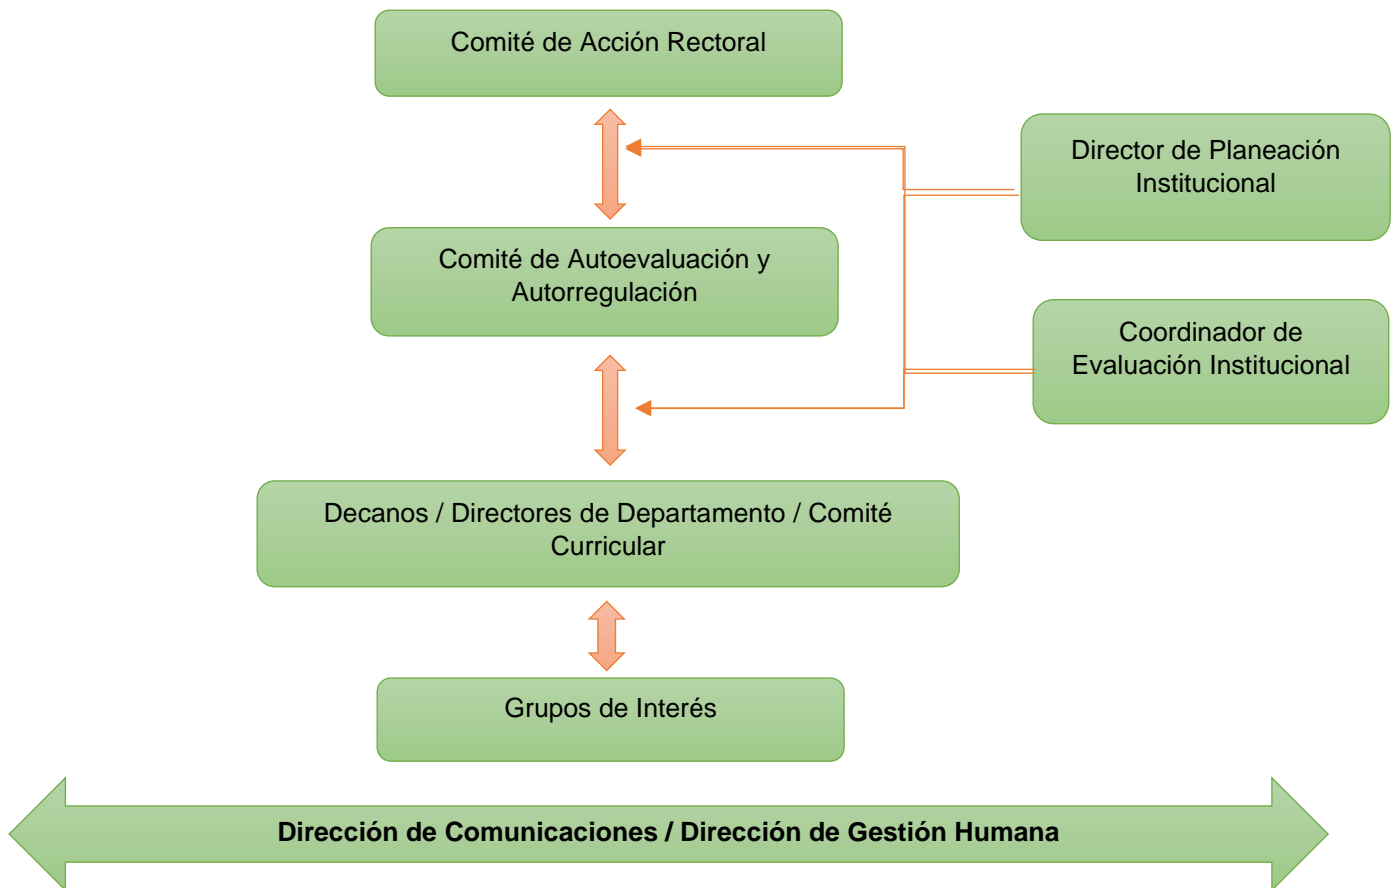 Comité de Acción Rectoral
Director de Planeación
Institucional
Comité de Autoevaluación y
Autorregulación
Coordinador de
Evaluación Institucional
Decanos / Directores de Departamento / Comité
Curricular
Grupos de Interés
Dirección de Comunicaciones / Dirección de Gestión Humana